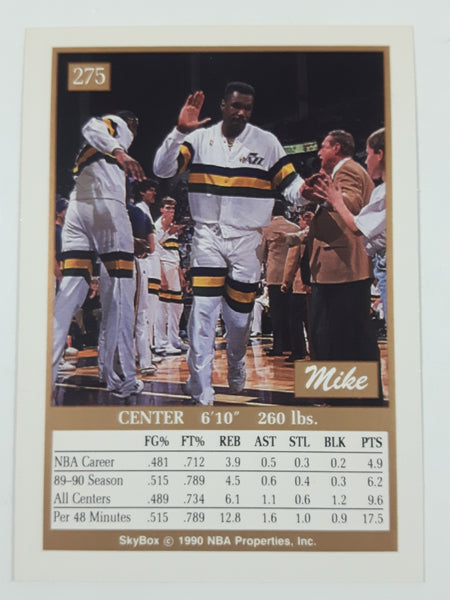 275
JAZZ
Mike
CENTER 6'10" 260 lbs.
FG% FT% REB AST STL BLK PTS
NBA Career .481 .712 3.9 0.5 0.3 0.2 4.9
89–90 Season .515 .789 4.5 0.6 0.4 0.3 6.2
All Centers .489 .734 6.1 1.1 0.6 1.2 9.6
Per 48 Minutes .515 .789 12.8 1.6 1.0 0.9 17.5
SkyBox © 1990 NBA Properties, Inc.